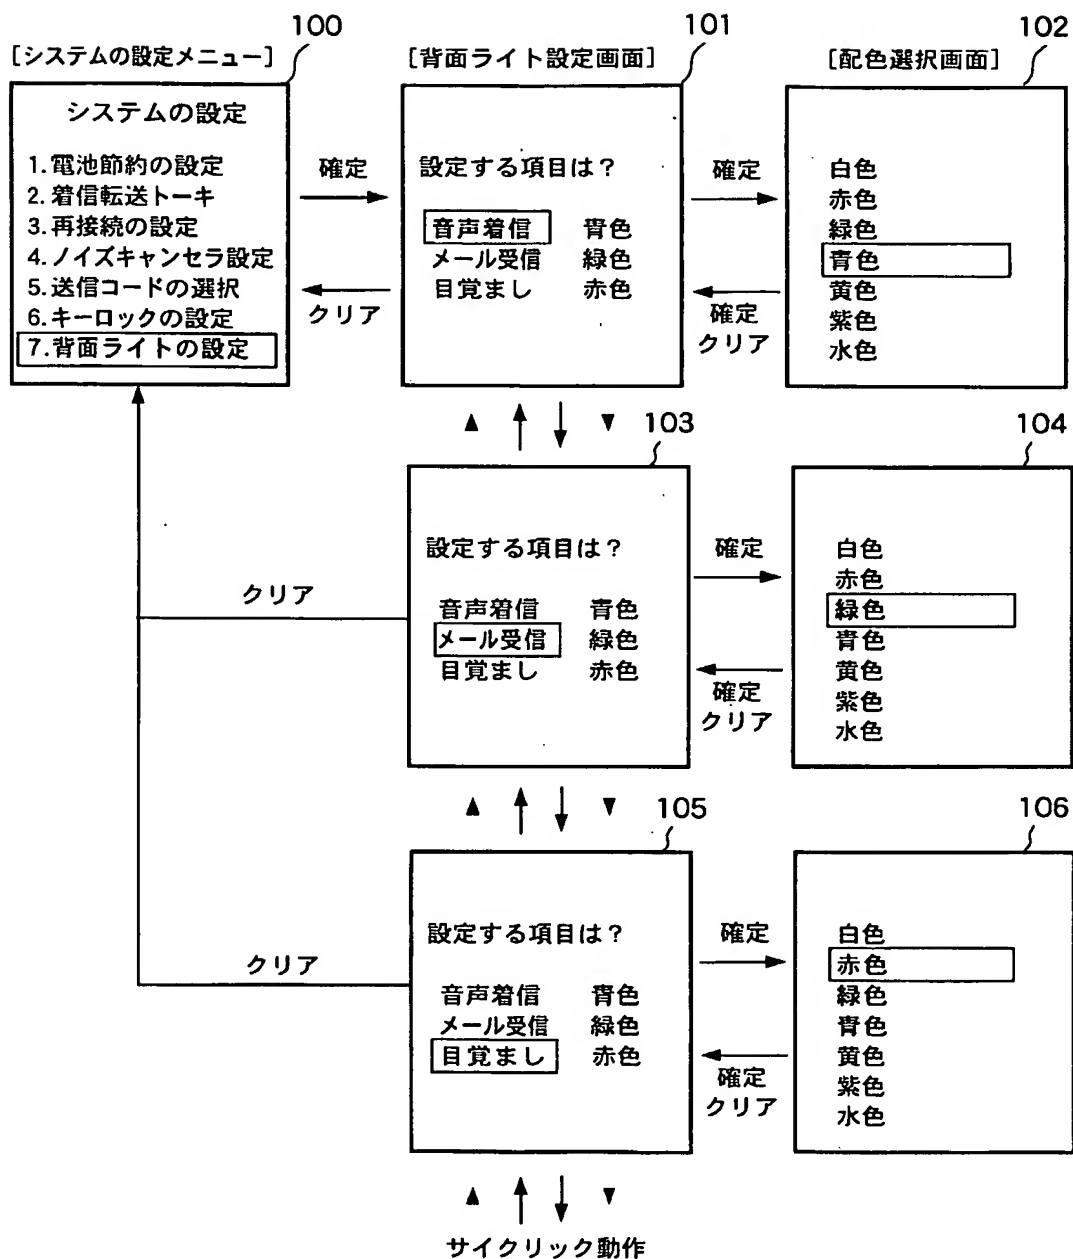 100
[システムの設定メニュー]
システムの設定
1.電池節約の設定
2.着信転送トーキ
3.再接続の設定
4.ノイズキャンセラ設定
5.送信コードの選択
6.キーロックの設定
7.背面ライトの設定
確定
クリア
101
[背面ライト設定画面]
設定する項目は?
音声着信 青色
メール受信 緑色
目覚まし 赤色
確定
確定
クリア
102
[配色選択画面]
白色
赤色
緑色
青色
黄色
紫色
水色
▲ ▼
103
設定する項目は?
音声着信 青色
メール受信 緑色
目覚まし 赤色
クリア
確定
確定
クリア
104
白色
赤色
緑色
青色
黄色
紫色
水色
▲ ▼
105
設定する項目は?
音声着信 青色
メール受信 緑色
目覚まし 赤色
クリア
確定
確定
クリア
106
白色
赤色
緑色
青色
黄色
紫色
水色
▲ ▼
サイクリック動作